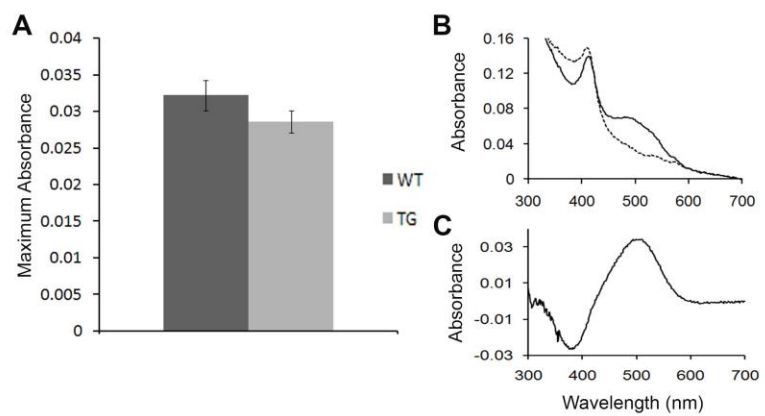 A
Maximum Absorbance
0.04
0.035
0.03
0.025
0.02
0.015
0.01
0.005
0
WT
TG
B
Absorbance
0.16
0.12
0.08
0.04
0
300 400 500 600 700
C
Absorbance
0.03
0.01
-0.01
-0.03
300 400 500 600 700
Wavelength (nm)